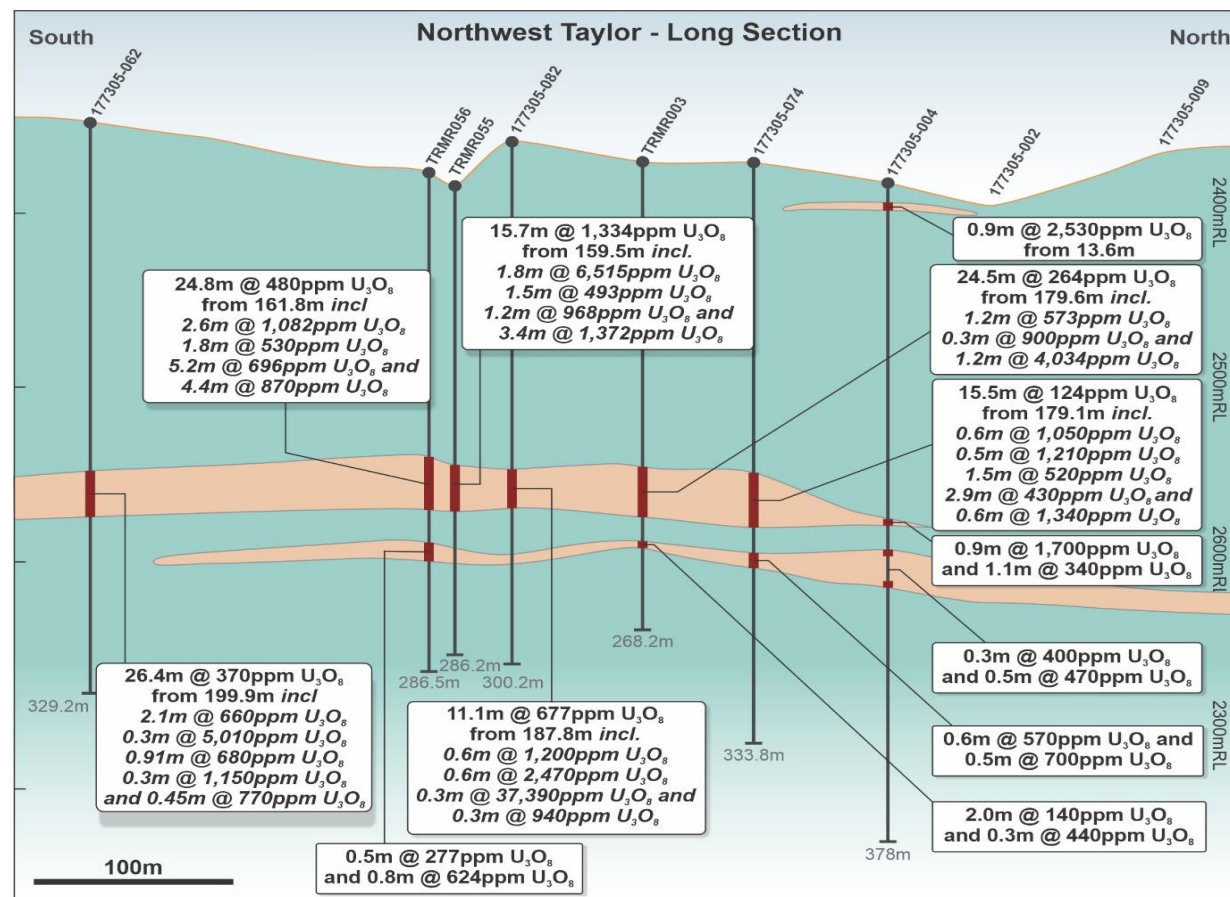 South
Northwest Taylor - Long Section
North
177305-062
TRMR056
TRMR055
177305-082
TRMR003
177305-074
177305-004
177305-002
177305-009
2400mRL
2500mRL
2600mRL
2300mRL
24.8m @ 480ppm U₃O₈
from 161.8m incl
2.6m @ 1,082ppm U₃O₈
1.8m @ 530ppm U₃O₈
5.2m @ 696ppm U₃O₈ and
4.4m @ 870ppm U₃O₈
15.7m @ 1,334ppm U₃O₈
from 159.5m incl.
1.8m @ 6,515ppm U₃O₈
1.5m @ 493ppm U₃O₈
1.2m @ 968ppm U₃O₈ and
3.4m @ 1,372ppm U₃O₈
0.9m @ 2,530ppm U₃O₈
from 13.6m
24.5m @ 264ppm U₃O₈
from 179.6m incl.
1.2m @ 573ppm U₃O₈
0.3m @ 900ppm U₃O₈ and
1.2m @ 4,034ppm U₃O₈
15.5m @ 124ppm U₃O₈
from 179.1m incl.
0.6m @ 1,050ppm U₃O₈
0.5m @ 1,210ppm U₃O₈
1.5m @ 520ppm U₃O₈
2.9m @ 430ppm U₃O₈ and
0.6m @ 1,340ppm U₃O₈
0.9m @ 1,700ppm U₃O₈
and 1.1m @ 340ppm U₃O₈
0.3m @ 400ppm U₃O₈
and 0.5m @ 470ppm U₃O₈
0.6m @ 570ppm U₃O₈ and
0.5m @ 700ppm U₃O₈
2.0m @ 140ppm U₃O₈
and 0.3m @ 440ppm U₃O₈
26.4m @ 370ppm U₃O₈
from 199.9m incl
2.1m @ 660ppm U₃O₈
0.3m @ 5,010ppm U₃O₈
0.91m @ 680ppm U₃O₈
0.3m @ 1,150ppm U₃O₈
and 0.45m @ 770ppm U₃O₈
11.1m @ 677ppm U₃O₈
from 187.8m incl.
0.6m @ 1,200ppm U₃O₈
0.6m @ 2,470ppm U₃O₈
0.3m @ 37,390ppm U₃O₈ and
0.3m @ 940ppm U₃O₈
0.5m @ 277ppm U₃O₈
and 0.8m @ 624ppm U₃O₈
329.2m
286.5m
286.2m
300.2m
268.2m
333.8m
378m
100m